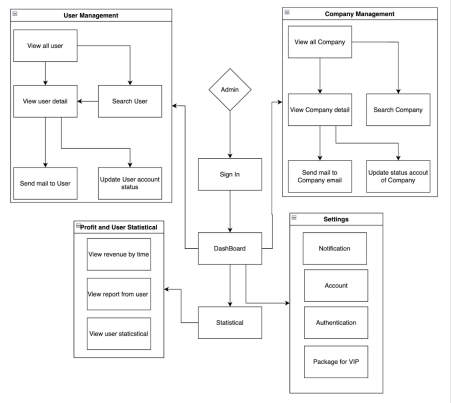 User Management
View all user
View user detail
Search User
Send mail to User
Update User account
status
Company Management
View all Company
View Company detail
Search Company
Send mail to
Company email
Update status accout
of Company
Admin
Sign In
DashBoard
Statistical
Profit and User Statistical
View revenue by time
View report from user
View user staticstical
Settings
Notification
Account
Authentication
Package for VIP